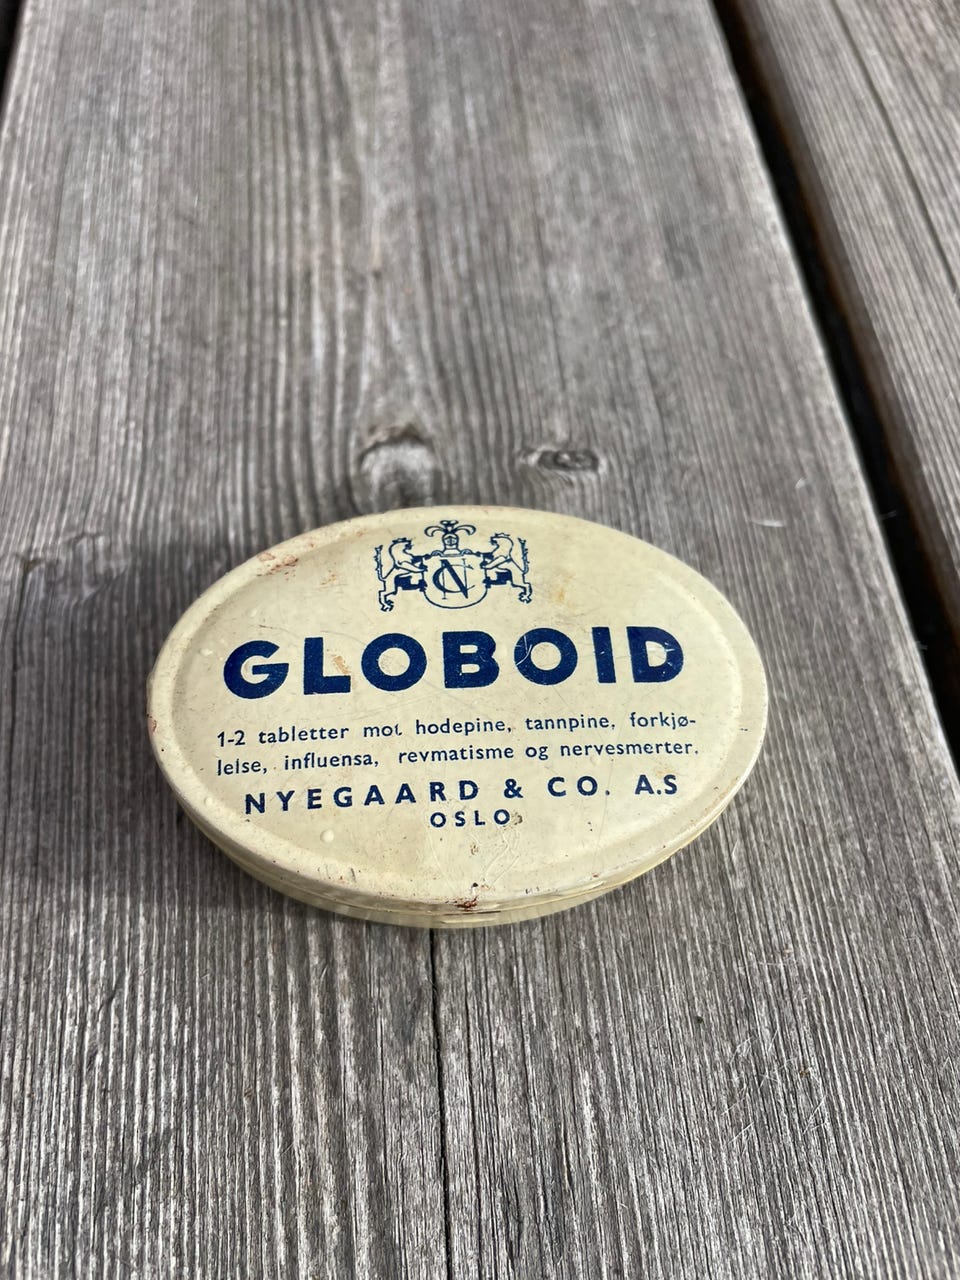 GLOBOID
1-2 tabletter mot hodepine, tannpine, forkjø-
lelse, influensa, revmatisme og nervesmerter.
NYEGAARD & CO. A.S
OSLO